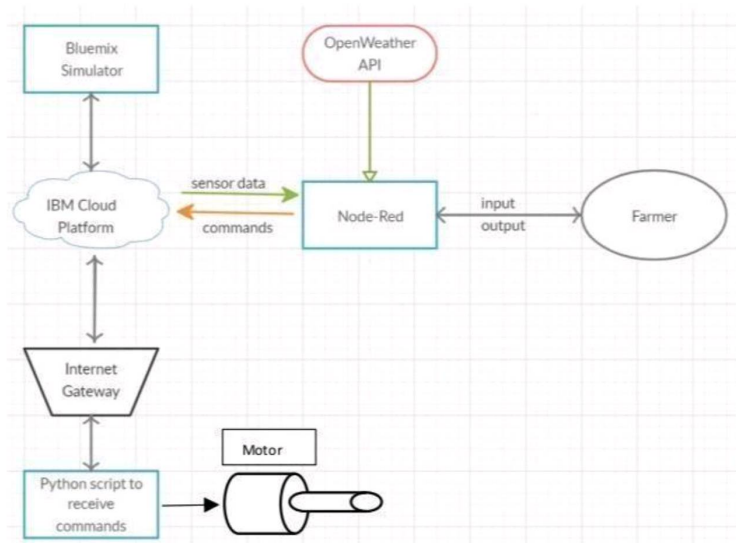 Bluemix
Simulator
OpenWeather
API
IBM Cloud
Platform
sensor data
commands
Node-Red
input
output
Farmer
Internet
Gateway
Motor
Python script to
receive
commands